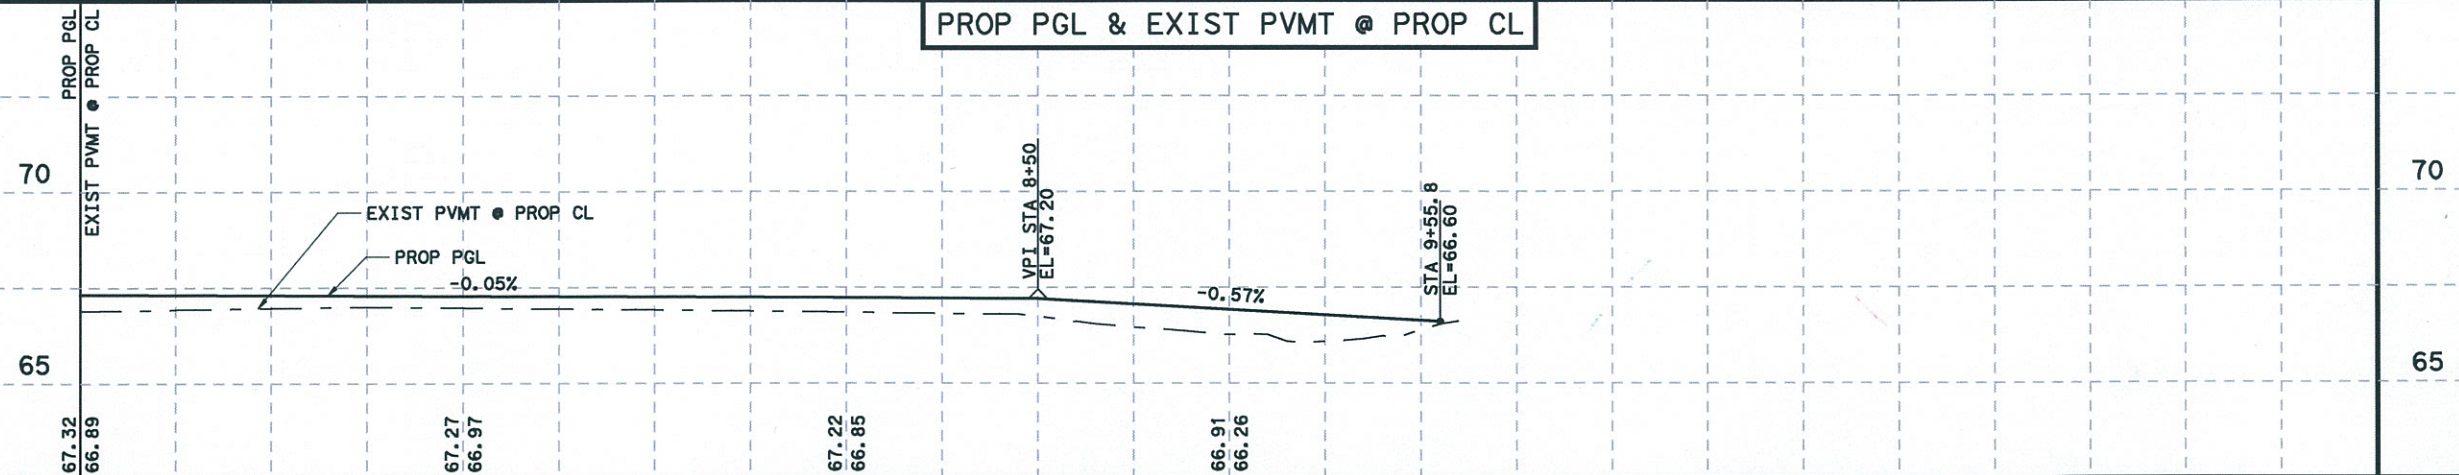 PROP PGL & EXIST PVMT @ PROP CL
PROP PGL
EXIST PVMT @ PROP CL
70
70
VPI STA 8+50
EL=67.20
STA 9+55.8
EL=66.60
EXIST PVMT @ PROP CL
PROP PGL
-0.05%
-0.57%
65
65
67.32
66.89
67.27
66.97
67.22
66.85
66.91
66.26